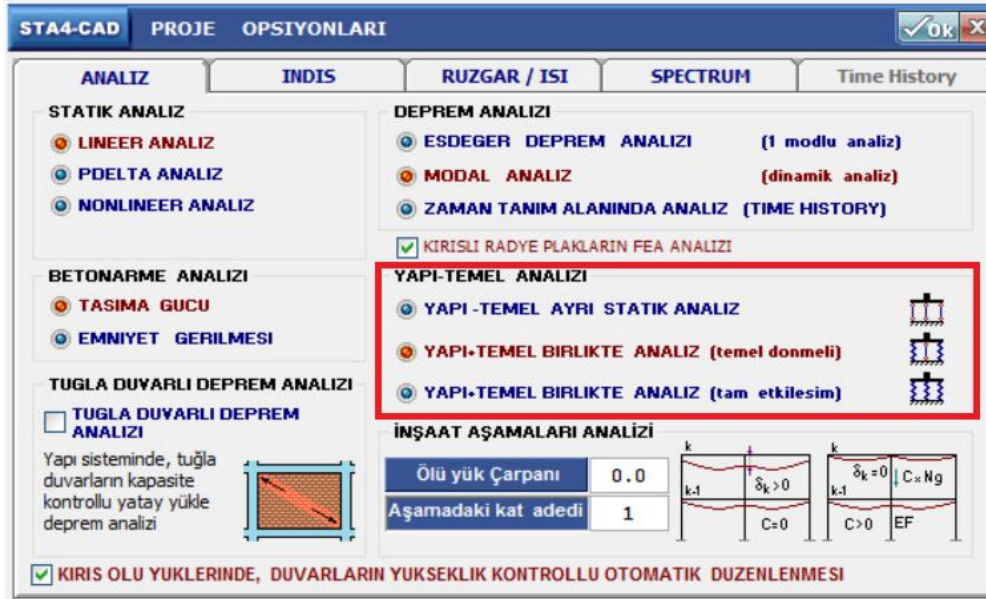 STA4-CAD PROJE OPSIYONLARI Ok X
ANALIZ INDIS RUZGAR / ISI SPECTRUM Time History
STATIK ANALIZ
LINEER ANALIZ
PDELTA ANALIZ
NONLINEER ANALIZ
DEPREM ANALIZI
ESDEGER DEPREM ANALIZI (1 modlu analiz)
MODAL ANALIZ (dinamik analiz)
ZAMAN TANIM ALANINDA ANALIZ (TIME HISTORY)
KIRISLI RADYE PLAKLARIN FEA ANALIZI
BETONARME ANALIZI
TASIMA GUCU
EMNIYET GERILMESI
YAPI-TEMEL ANALIZI
YAPI-TEMEL AYRI STATIK ANALIZ
YAPI+TEMEL BIRLIKTE ANALIZ (temel donmeli)
YAPI+TEMEL BIRLIKTE ANALIZ (tam etkilesim)
TUGLA DUVARLI DEPREM ANALIZI
TUGLA DUVARLI DEPREM
ANALIZI
Yapı sisteminde, tuğla
duvarların kapasite
kontrollu yatay yükle
deprem analizi
İNŞAAT AŞAMALARI ANALİZİ
Ölü yük Çarpanı 0.0
Aşamadaki kat adedi 1
k
δk>0
k-1
C=0
k
δk=0 C×Ng
k-1
C>0 EF
KIRIS OLU YUKLERINDE, DUVARLARIN YUKSEKLIK KONTROLLU OTOMATIK DUZENLENMESI